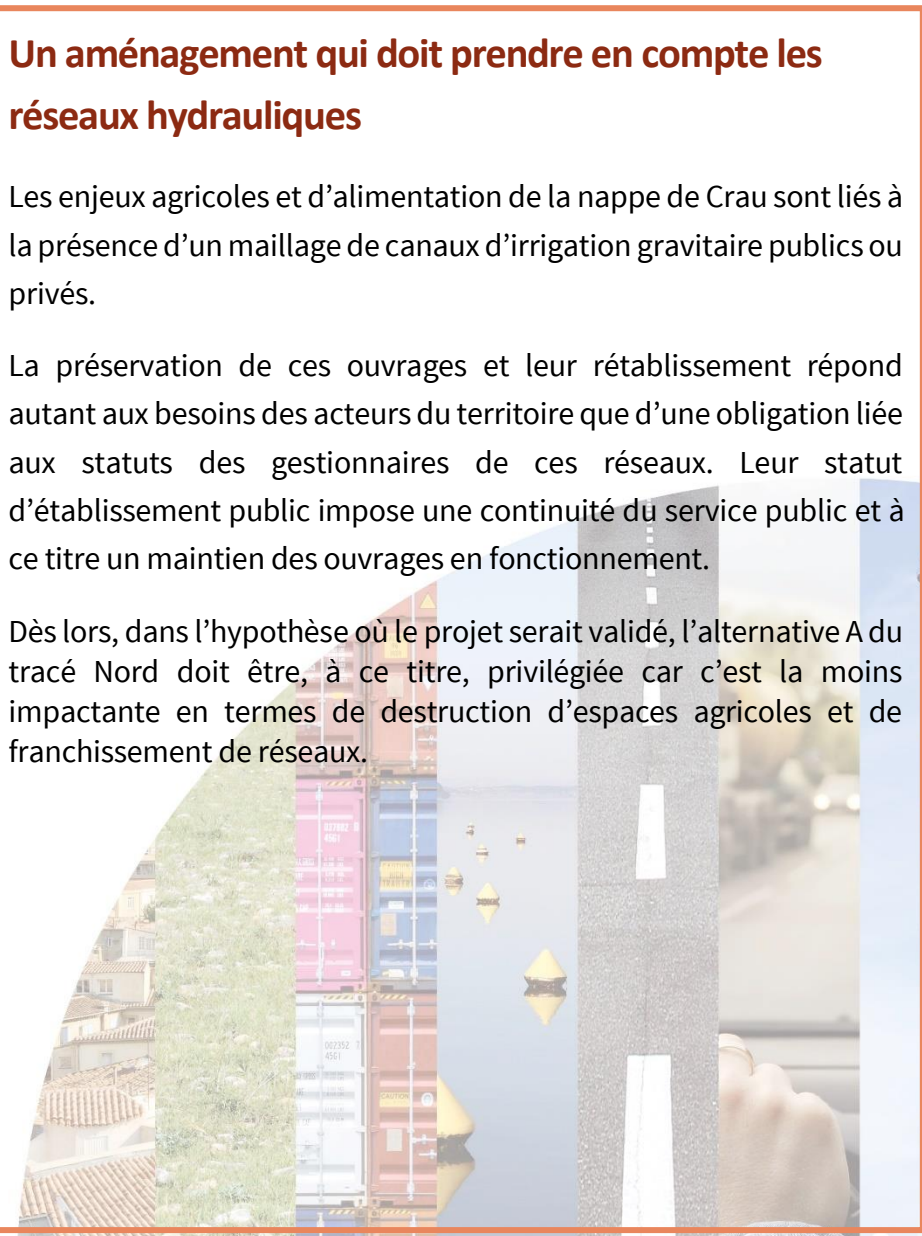 Un aménagement qui doit prendre en compte les
réseaux hydrauliques
Les enjeux agricoles et d’alimentation de la nappe de Crau sont liés à
la présence d’un maillage de canaux d’irrigation gravitaire publics ou
privés.
La préservation de ces ouvrages et leur rétablissement répond
autant aux besoins des acteurs du territoire que d’une obligation liée
aux statuts des gestionnaires de ces réseaux. Leur statut
d’établissement public impose une continuité du service public et à
ce titre un maintien des ouvrages en fonctionnement.
Dès lors, dans l’hypothèse où le projet serait validé, l’alternative A du
tracé Nord doit être, à ce titre, privilégiée car c’est la moins
impactante en termes de destruction d’espaces agricoles et de
franchissement de réseaux.
45G1
45G1
CAUTION